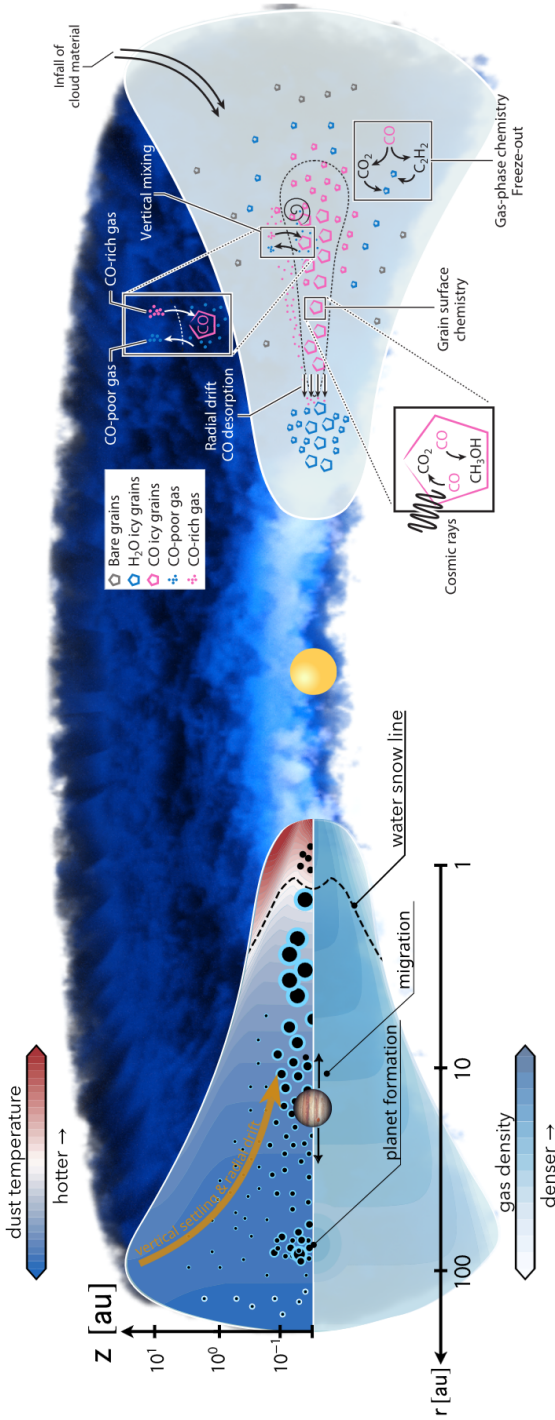 dust temperature
hotter →
z [au]
10¹
10⁰
10⁻¹
vertical settling & radial drift
planet formation
migration
water snow line
100
10
1
r [au]
gas density
denser →
Bare grains
H₂O icy grains
CO icy grains
CO-poor gas
CO-rich gas
CO-poor gas
CO-rich gas
CO
Vertical mixing
Infall of
cloud material
Radial drift
CO desorption
Grain surface
chemistry
Cosmic rays
CO₂
CO
CO
CH₃OH
CO₂
CO
C₂H₂
Gas-phase chemistry
Freeze-out